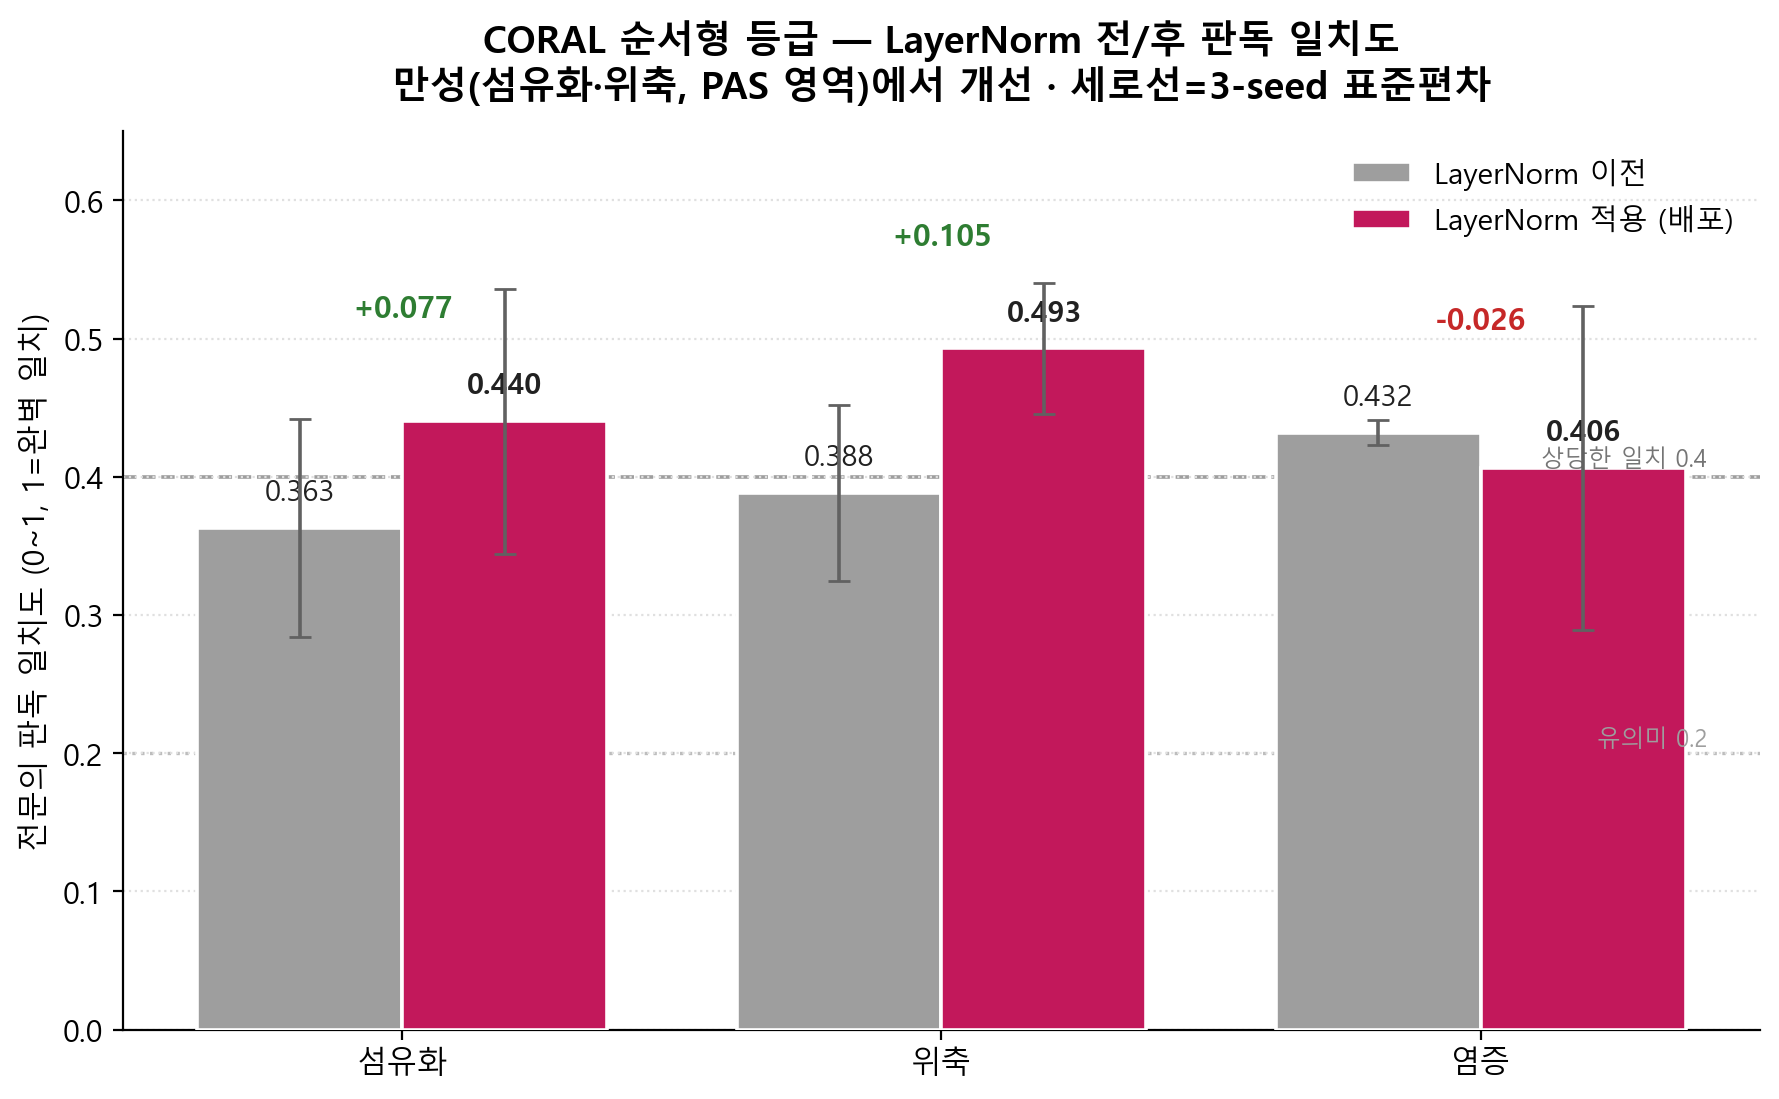 CORAL 순서형 등급 — LayerNorm 전/후 판독 일치도
만성(섬유화·위축, PAS 영역)에서 개선 · 세로선=3-seed 표준편차
LayerNorm 이전
LayerNorm 적용 (배포)
전문의 판독 일치도 (0~1, 1=완벽 일치)
0.6
0.5
0.4
0.3
0.2
0.1
0.0
+0.077
0.363
0.440
+0.105
0.388
0.493
-0.026
0.432
0.406
상당한 일치 0.4
유의미 0.2
섬유화
위축
염증